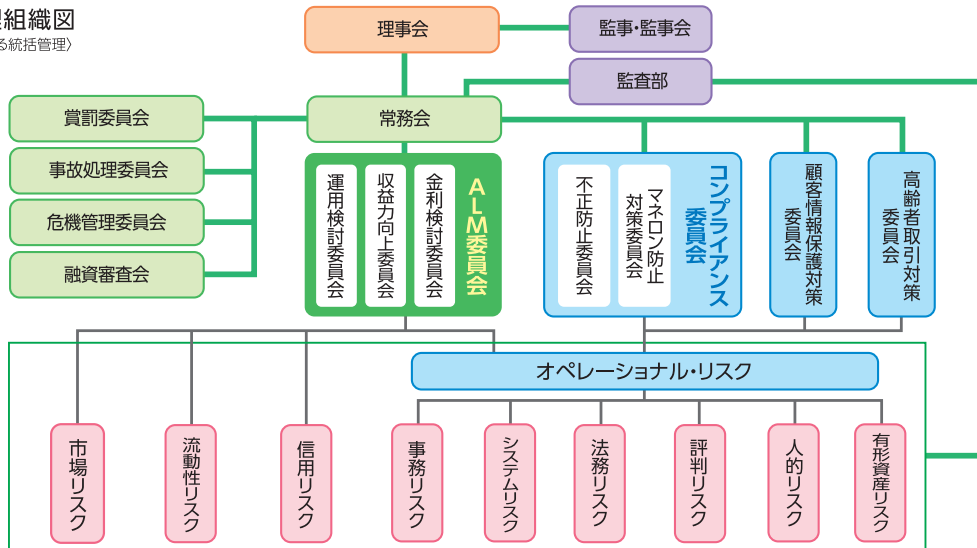 組織図
る統括管理〉
理事会
監事・監事会
監査部
常務会
賞罰委員会
事故処理委員会
危機管理委員会
融資審査会
運用検討委員会
収益力向上委員会
金利検討委員会
ALM委員会
不正防止委員会
マネロン防止
対策委員会
コンプライアンス
委員会
顧客情報保護対策
委員会
高齢者取引対策
委員会
オペレーショナル・リスク
市場リスク
流動性リスク
信用リスク
事務リスク
システムリスク
法務リスク
評判リスク
人的リスク
有形資産リスク